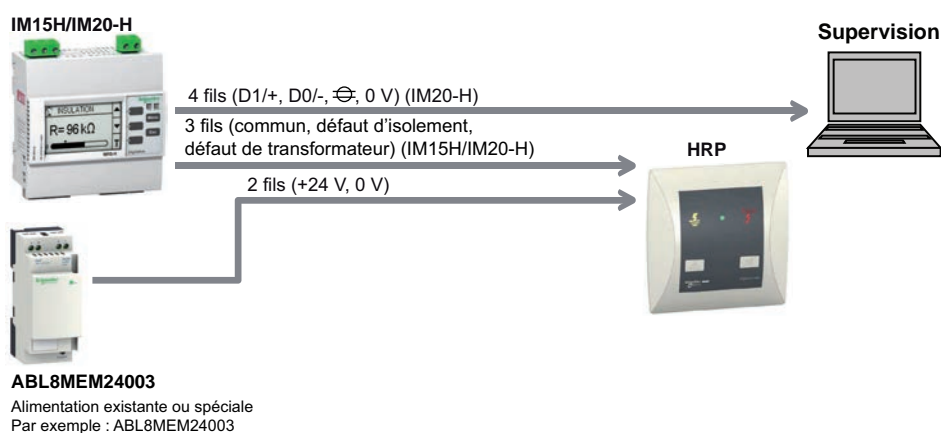 IM15H/IM20-H
Supervision
INSULATION
R= 96 kΩ
4 fils (D1/+, D0/-, , 0 V) (IM20-H)
3 fils (commun, défaut d’isolement,
défaut de transformateur) (IM15H/IM20-H)
HRP
2 fils (+24 V, 0 V)
ABL8MEM24003
Alimentation existante ou spéciale
Par exemple : ABL8MEM24003